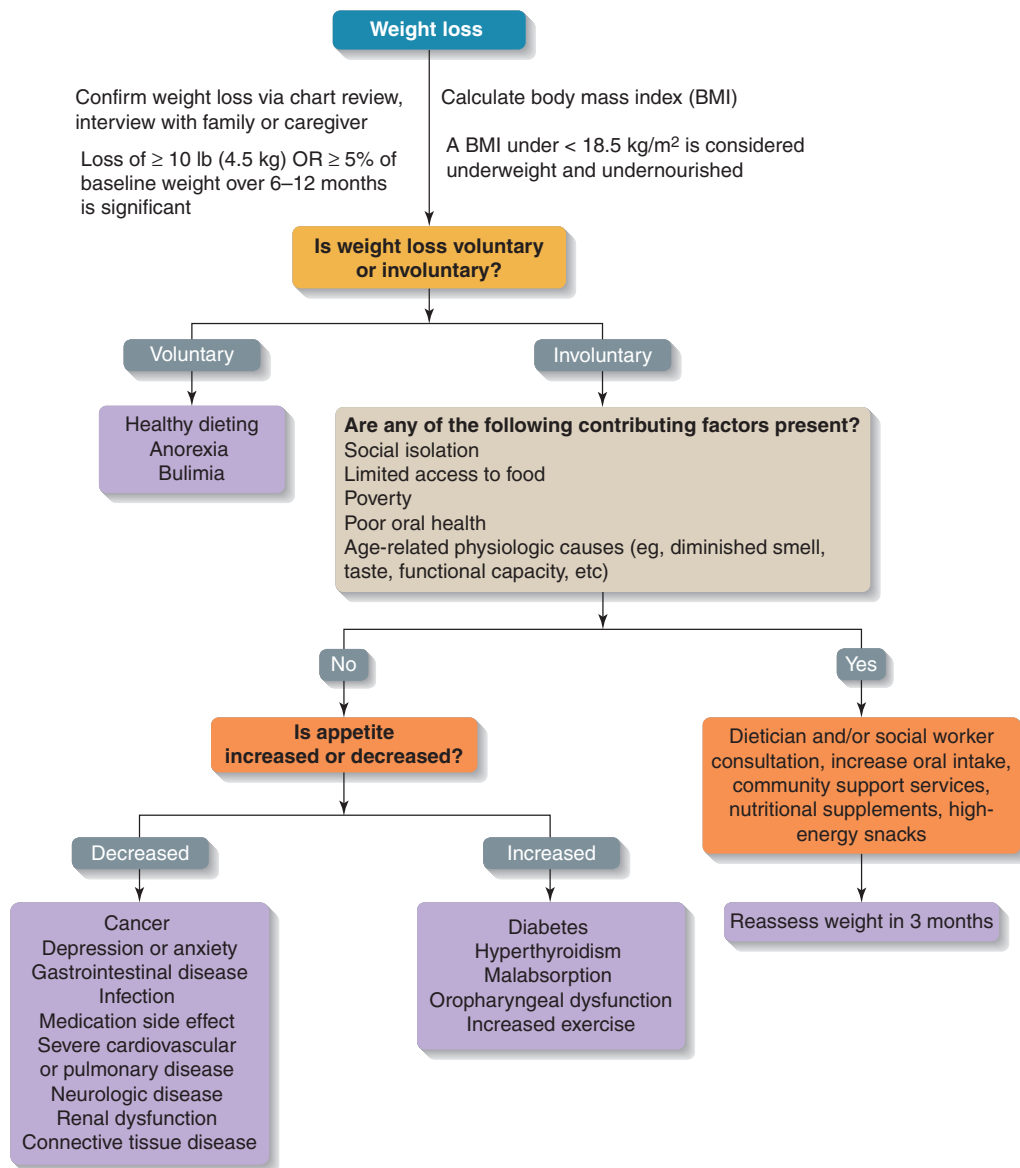 Weight loss
Confirm weight loss via chart review,
interview with family or caregiver
Loss of ≥ 10 lb (4.5 kg) OR ≥ 5% of
baseline weight over 6–12 months
is significant
Calculate body mass index (BMI)
A BMI under < 18.5 kg/m² is considered
underweight and undernourished
Is weight loss voluntary
or involuntary?
Voluntary
Involuntary
Healthy dieting
Anorexia
Bulimia
Are any of the following contributing factors present?
Social isolation
Limited access to food
Poverty
Poor oral health
Age-related physiologic causes (eg, diminished smell,
taste, functional capacity, etc)
No
Yes
Is appetite
increased or decreased?
Dietician and/or social worker
consultation, increase oral intake,
community support services,
nutritional supplements, high-
energy snacks
Decreased
Increased
Reassess weight in 3 months
Cancer
Depression or anxiety
Gastrointestinal disease
Infection
Medication side effect
Severe cardiovascular
or pulmonary disease
Neurologic disease
Renal dysfunction
Connective tissue disease
Diabetes
Hyperthyroidism
Malabsorption
Oropharyngeal dysfunction
Increased exercise